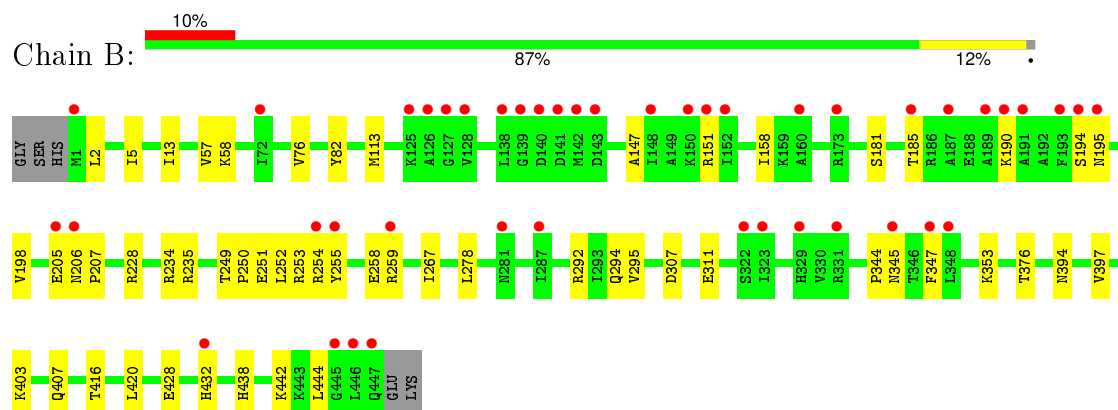 10%
Chain B:
87% 12% •
GLY SER HIS M1 L2 I5 I13 V57 K58 I72 V76 Y82 M113 K125 A126 G127 V128 L138 G139 D140 D141 M142 D143 A147 I148 A149 K150 R151 I152 I158 K159 A160 R173 S181 T185 R186 A187 E188 A189 K190 A191 A192 F193 S194 N195
V198 E205 N206 P207 R228 R234 R235 T249 P250 E251 L252 R253 R254 Y255 E258 R259 I267 L278 N281 I287 R292 I293 Q294 V295 D307 E311 S322 I323 H329 V330 R331 P344 N345 T346 F347 L348 K353 T376 N394 V397
K403 Q407 T416 L420 E428 H432 H438 K442 K443 L444 G445 L446 Q447 GLU LYS